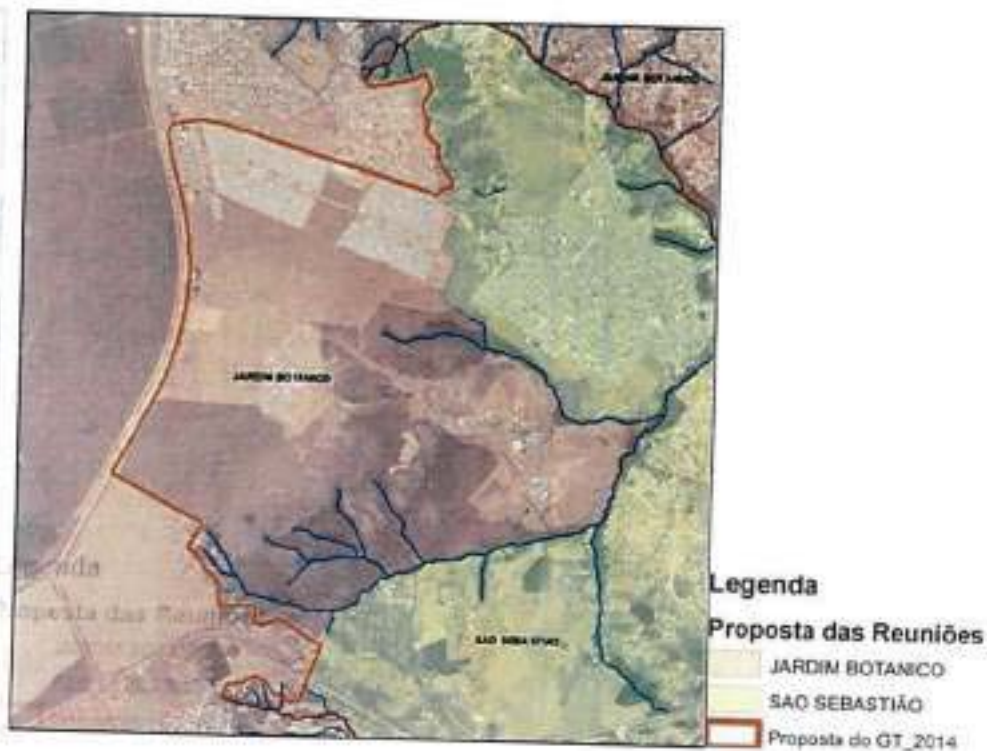 JARDIM BOTANICO
JARDIM BOTANICO
SAO SEBASTIAO
Legenda
Proposta das Reuniões
JARDIM BOTANICO
SAO SEBASTIÃO
Proposta do GT_2014